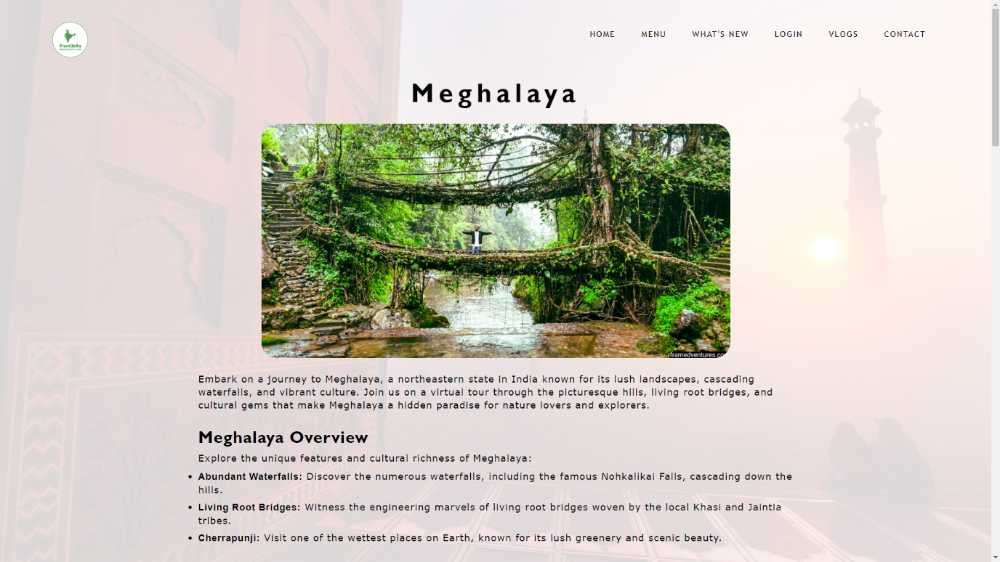 TravelIndia
HOME MENU WHAT'S NEW LOGIN VLOGS CONTACT
Meghalaya
framedventures.co
Embark on a journey to Meghalaya, a northeastern state in India known for its lush landscapes, cascading
waterfalls, and vibrant culture. Join us on a virtual tour through the picturesque hills, living root bridges, and
cultural gems that make Meghalaya a hidden paradise for nature lovers and explorers.
Meghalaya Overview
Explore the unique features and cultural richness of Meghalaya:
• Abundant Waterfalls: Discover the numerous waterfalls, including the famous Nohkalikai Falls, cascading down the
hills.
• Living Root Bridges: Witness the engineering marvels of living root bridges woven by the local Khasi and Jaintia
tribes.
• Cherrapunji: Visit one of the wettest places on Earth, known for its lush greenery and scenic beauty.